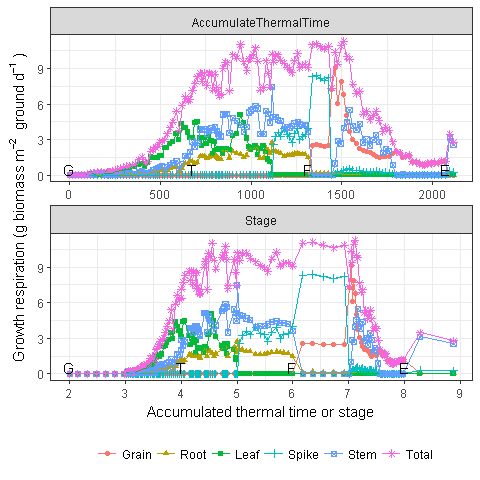 AccumulateThermalTime
9
6
3
0
G T F E
0 500 1000 1500 2000
Stage
9
6
3
0
G T F E
2 3 4 5 6 7 8 9
Growth respiration (g biomass m⁻² ground d⁻¹ )
Accumulated thermal time or stage
Grain Root Leaf Spike Stem Total